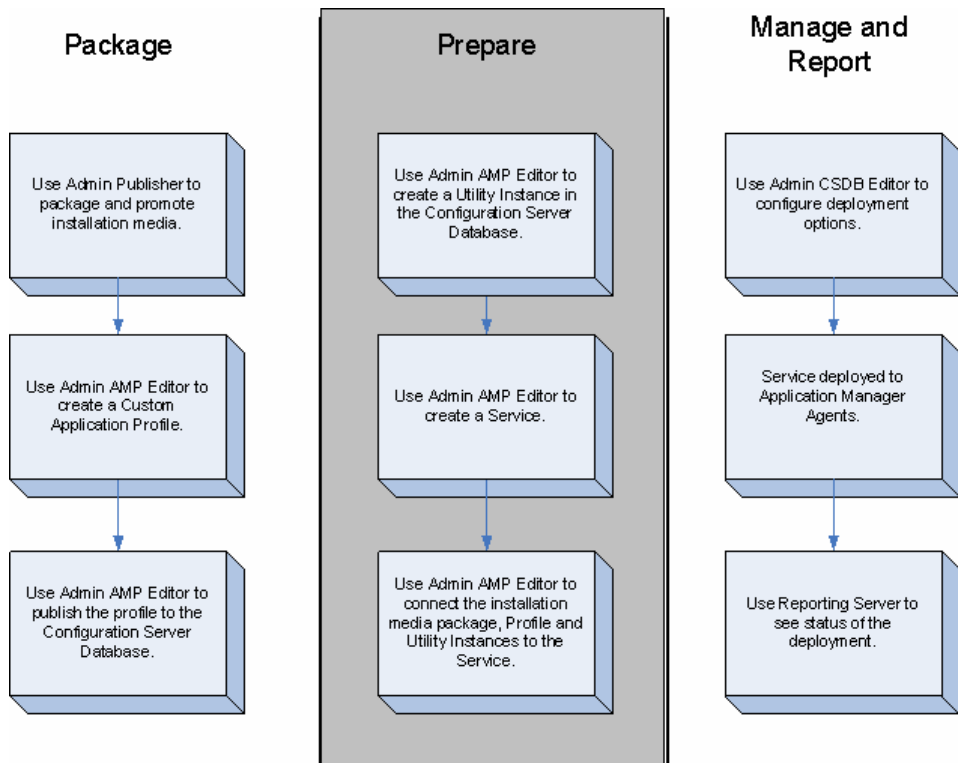 Package
Use Admin Publisher to
package and promote
installation media.
Use Admin AMP Editor to
create a Custom
Application Profile.
Use Admin AMP Editor to
publish the profile to the
Configuration Server
Database.
Prepare
Use Admin AMP Editor to
create a Utility Instance in
the Configuration Server
Database.
Use Admin AMP Editor to
create a Service.
Use Admin AMP Editor to
connect the installation
media package, Profile and
Utility Instances to the
Service.
Manage and
Report
Use Admin CSDB Editor to
configure deployment
options.
Service deployed to
Application Manager
Agents.
Use Reporting Server to
see status of the
deployment.